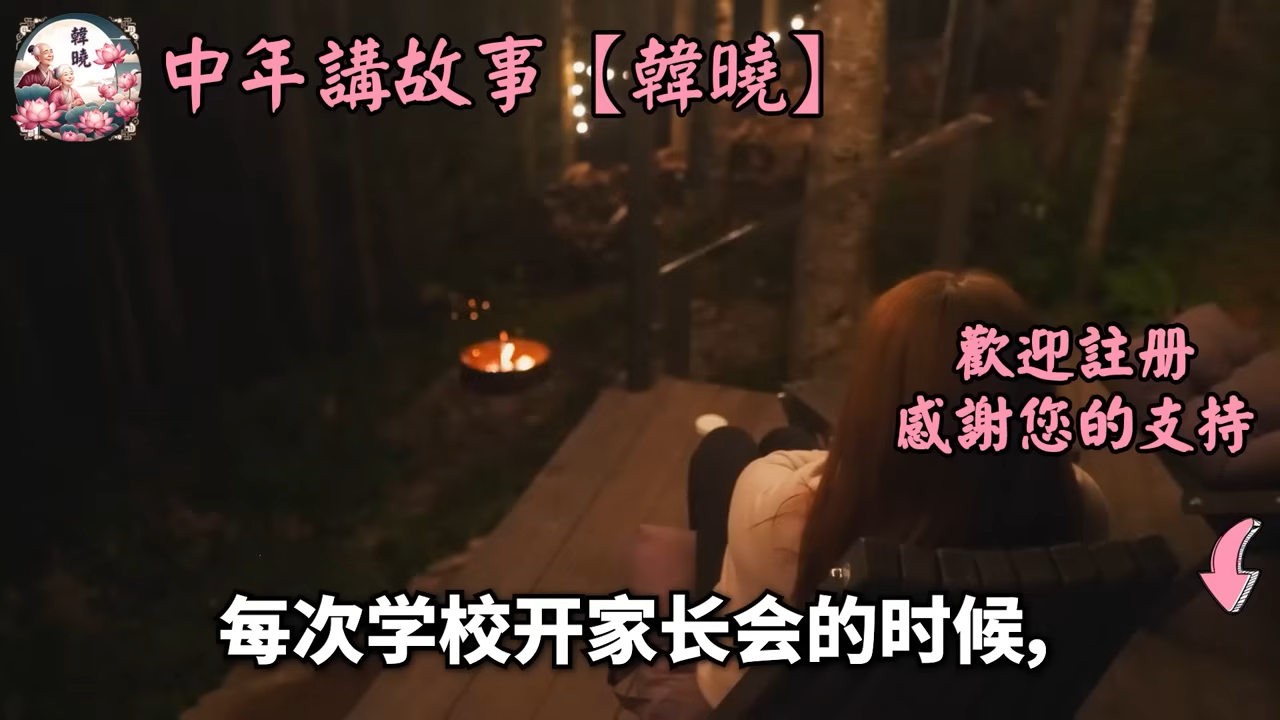 韓
曉
中年講故事【韓曉】
歡迎註册
感謝您的支持
每次学校开家长会的时候,